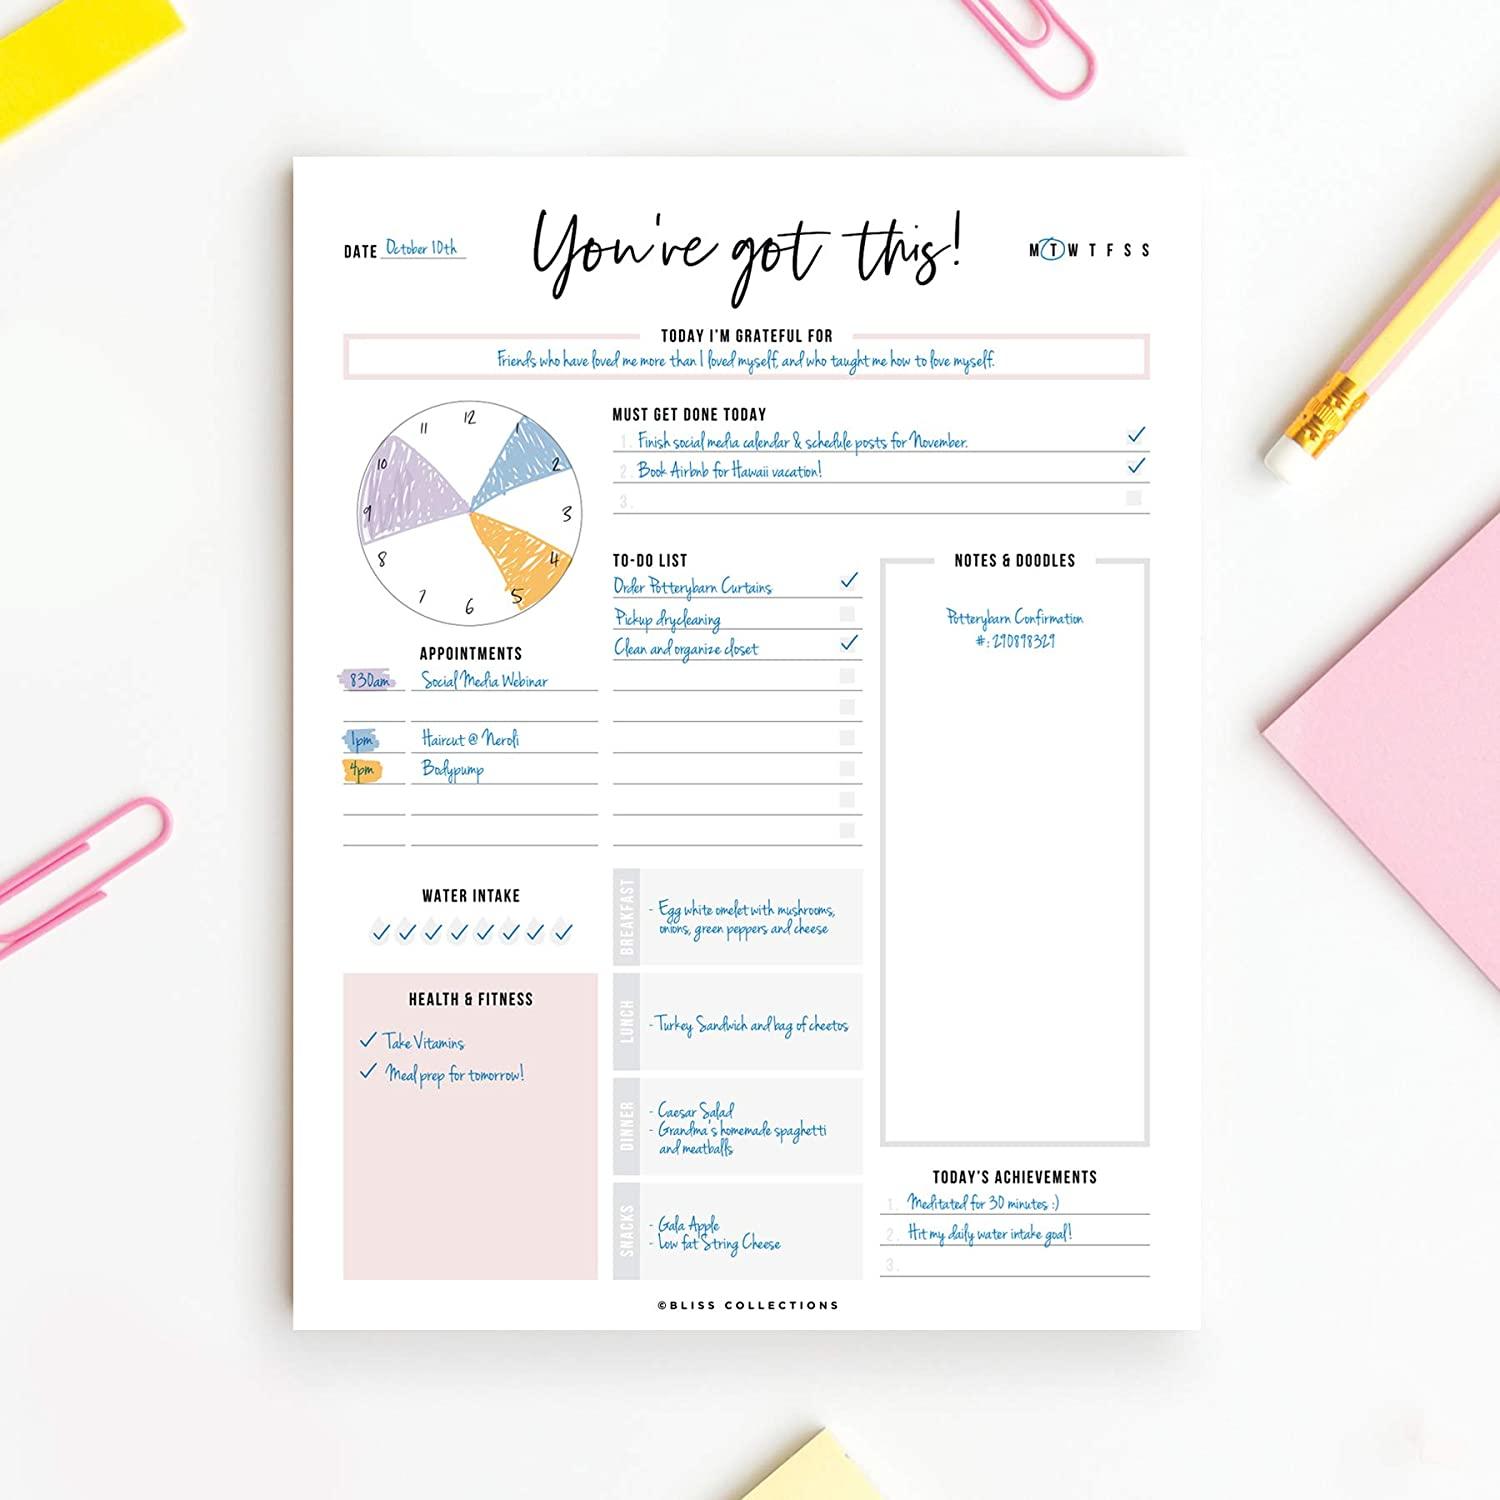 DATE October 10th
You've got this!
M T W T F S S
TODAY I'M GRATEFUL FOR
Friends who have loved me more than I loved myself, and who taught me how to love myself.
12
1
2
3
4
5
6
7
8
9
10
11
MUST GET DONE TODAY
1. Finish social media calendar & schedule posts for November.
2. Book Airbnb for Hawaii vacation!
3.
APPOINTMENTS
830am Social Media Webinar
1pm Haircut @ Neroli
4pm Bodypump
TO-DO LIST
Order Potterybarn Curtains
Pickup drycleaning
Clean and organize closet
NOTES & DOODLES
Potterybarn Confirmation
#: 290898329
WATER INTAKE
HEALTH & FITNESS
Take Vitamins
Meal prep for tomorrow!
BREAKFAST
- Egg white omelet with mushrooms,
onions, green peppers and cheese
LUNCH
- Turkey Sandwich and bag of cheetos
DINNER
- Caesar Salad
- Grandma's homemade spaghetti
and meatballs
SNACKS
- Gala Apple
- Low fat String Cheese
TODAY'S ACHIEVEMENTS
1. Meditated for 30 minutes :)
2. Hit my daily water intake goal!
3.
©BLISS COLLECTIONS